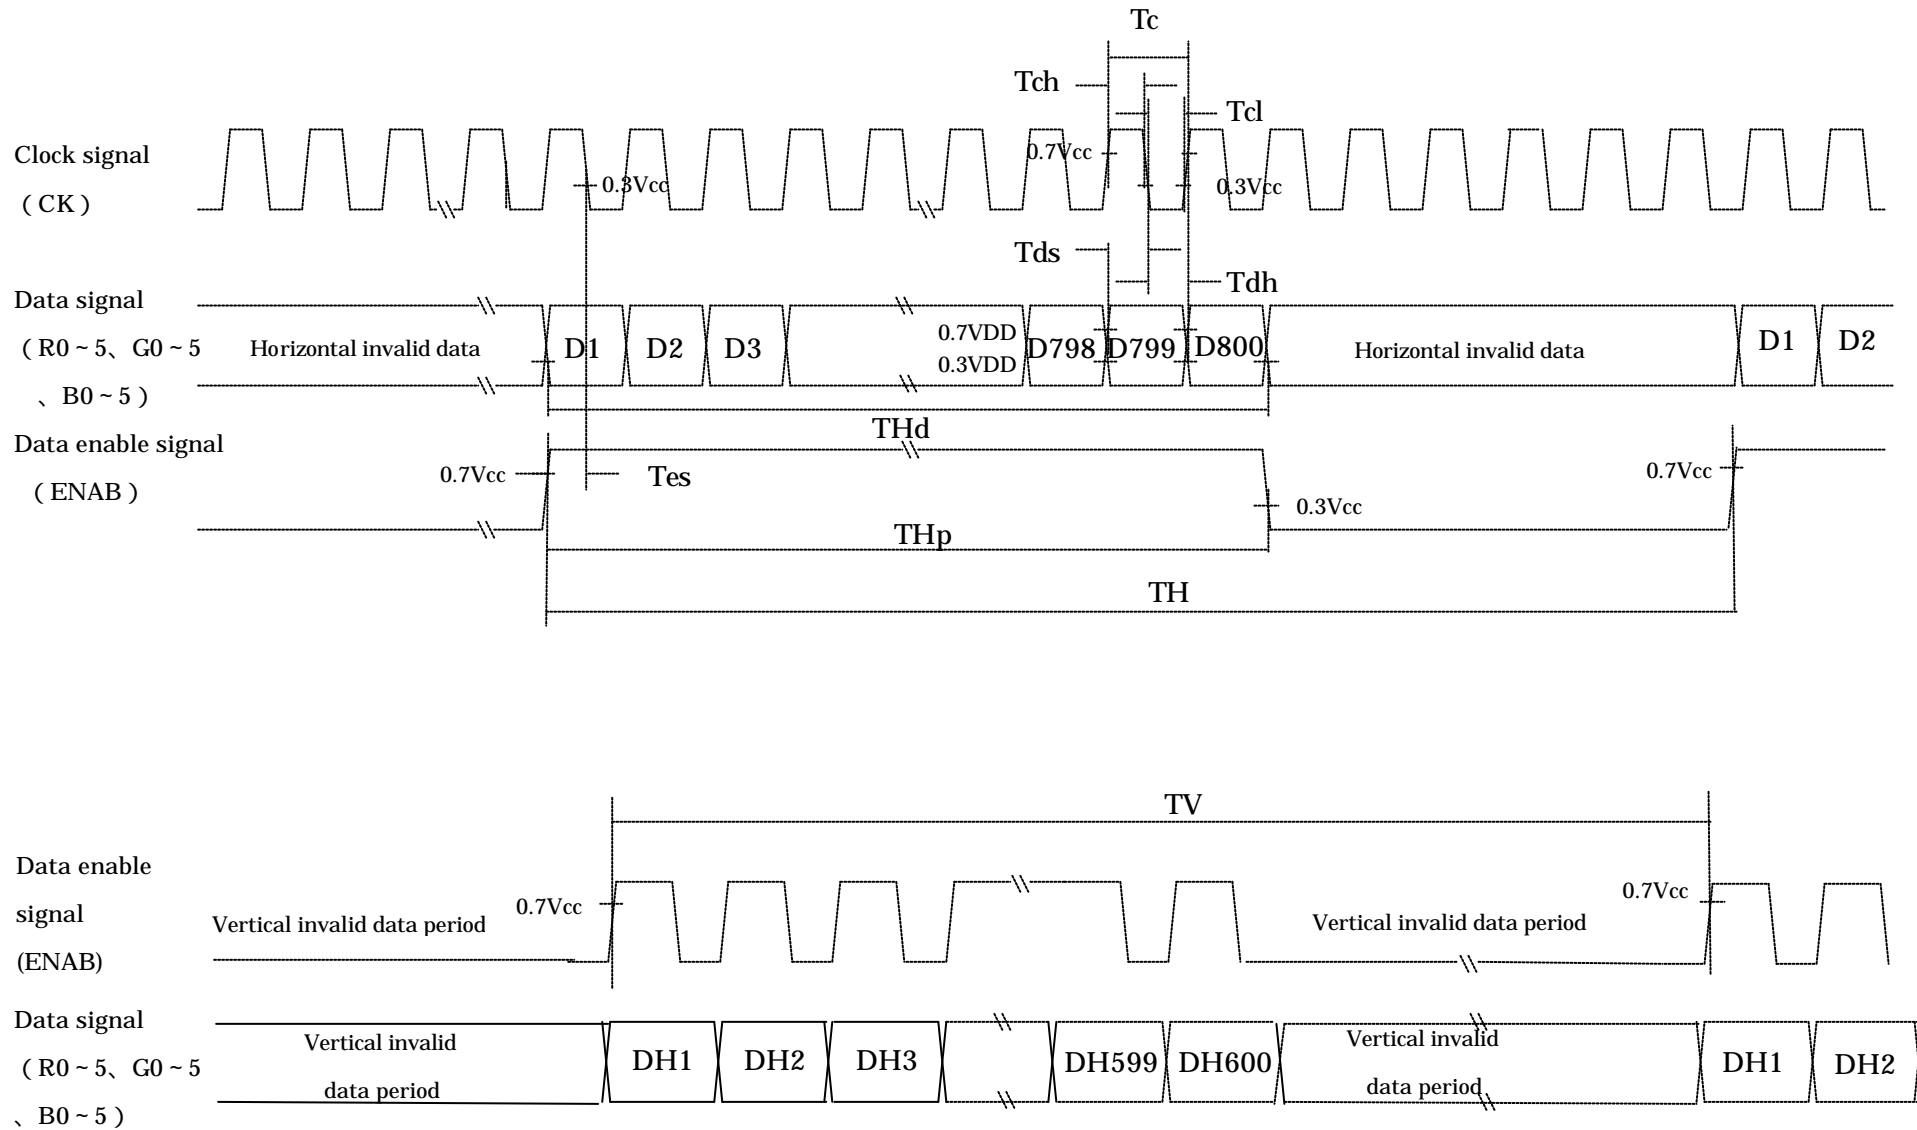 Tc
Tch
Tcl
Clock signal
( CK )
0.7Vcc
0.3Vcc
0.3Vcc
Tds
Tdh
Data signal
( R0 ~ 5、G0 ~ 5
、B0 ~ 5 )
Horizontal invalid data
D1
D2
D3
0.7VDD
0.3VDD
D798
D799
D800
Horizontal invalid data
D1
D2
THd
Data enable signal
( ENAB )
0.7Vcc
Tes
0.7Vcc
0.3Vcc
THp
TH
TV
Data enable
signal
(ENAB)
Vertical invalid data period
0.7Vcc
Vertical invalid data period
0.7Vcc
Data signal
( R0 ~ 5、G0 ~ 5
、B0 ~ 5 )
Vertical invalid
data period
DH1
DH2
DH3
DH599
DH600
Vertical invalid
data period
DH1
DH2